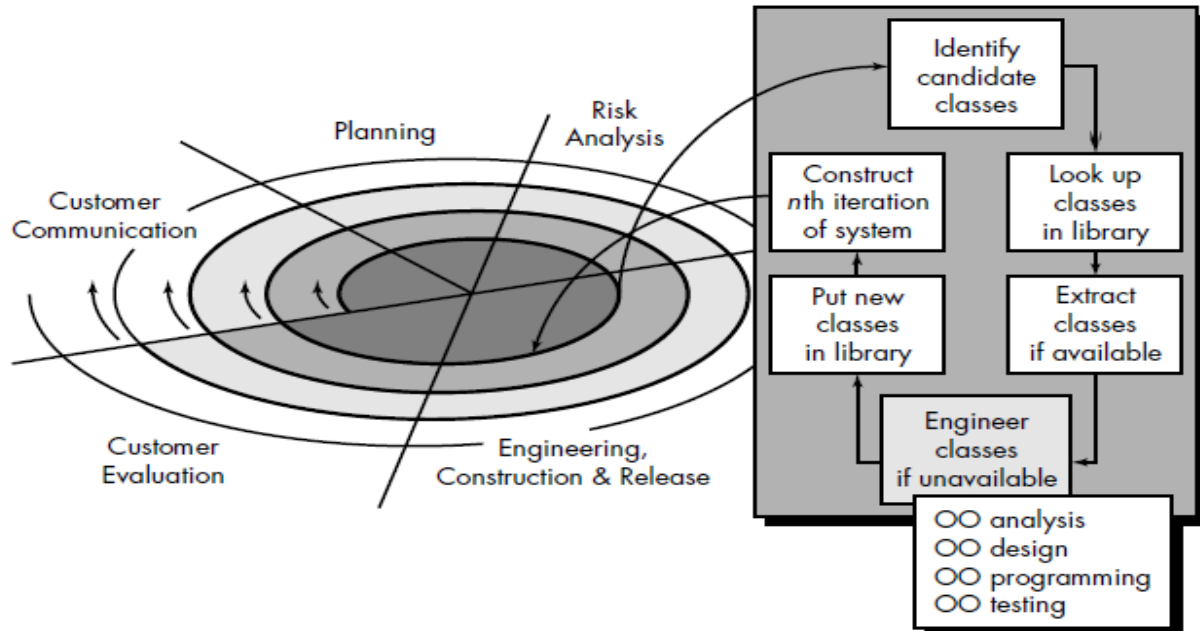 Planning
Risk
Analysis
Customer
Communication
Customer
Evaluation
Engineering,
Construction & Release
Identify
candidate
classes
Look up
classes
in library
Extract
classes
if available
Engineer
classes
if unavailable
OO analysis
OO design
OO programming
OO testing
Put new
classes
in library
Construct
nth iteration
of system